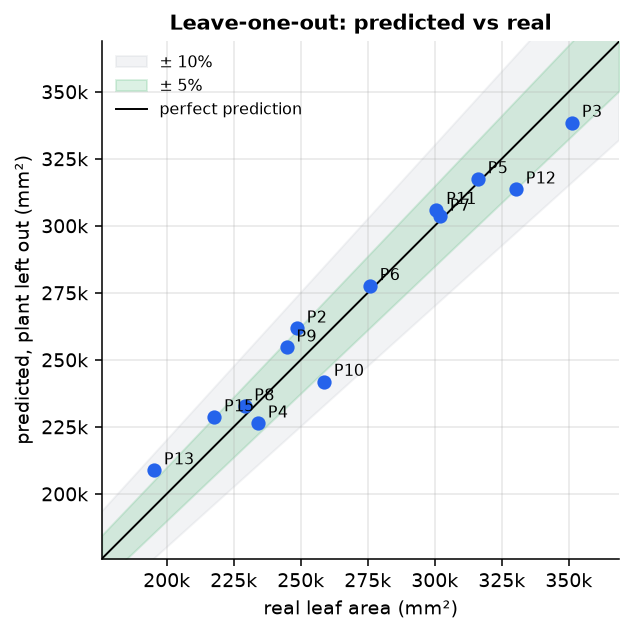 Leave-one-out: predicted vs real
± 10%
± 5%
perfect prediction
350k
325k
300k
275k
250k
225k
200k
predicted, plant left out (mm²)
P3
P5
P12
P11
P7
P6
P2
P9
P10
P8
P15
P4
P13
200k 225k 250k 275k 300k 325k 350k
real leaf area (mm²)